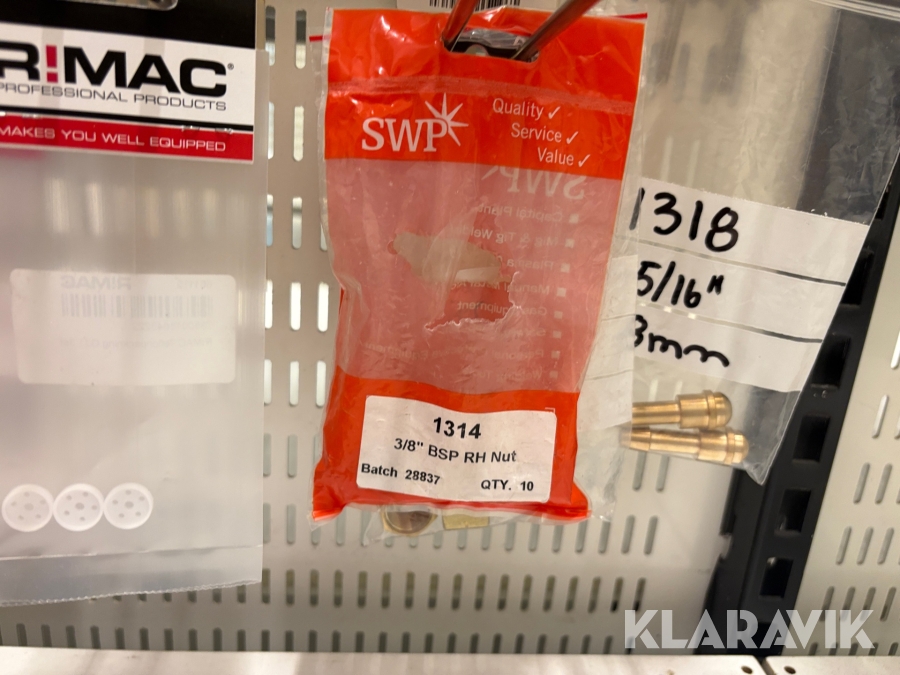 R!MAC®
PROFESSIONAL PRODUCTS
MAKES YOU WELL EQUIPPED
SWP
Quality ✓
Service ✓
Value ✓
1314
3/8" BSP RH Nut
Batch 28837
QTY. 10
1318
5/16"
3mm
KLARAVIK